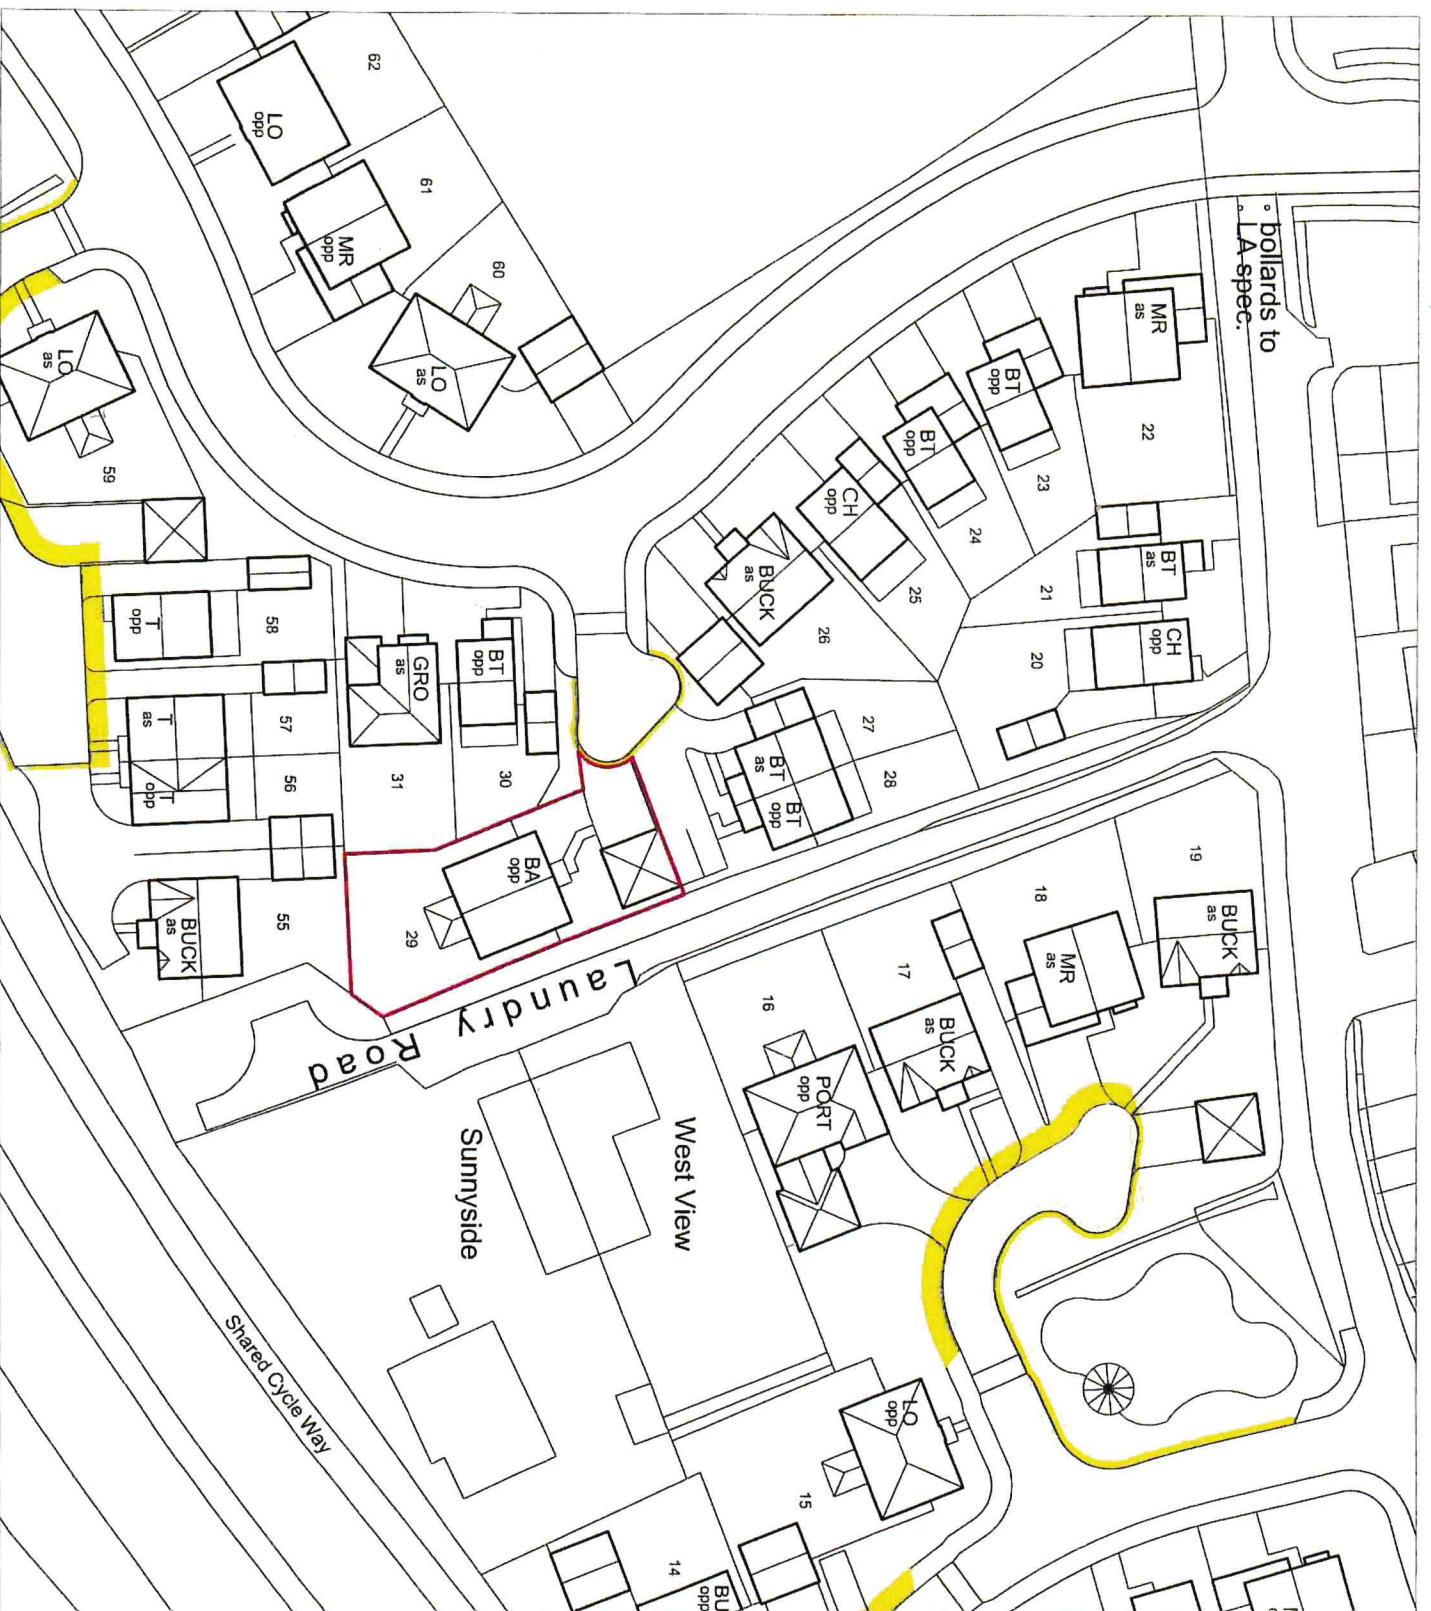 62
LO
opp
61
MR
opp
60
LO
as
LO
as
59
bollards to
LA spec.
MR
as
22
BT
opp
23
BT
opp
24
CH
opp
25
BUCK
as
26
BT
as
21
CH
opp
20
27
28
BT
as
BT
opp
T
opp
58
T
as
57
T
opp
56
BUCK
as
55
GRO
as
31
BT
opp
30
BA
opp
29
Laundry Road
19
BUCK
as
18
MR
as
17
BUCK
as
16
PORT
opp
West View
Sunnyside
Shared Cycle Way
LO
opp
15
14
BU
opp